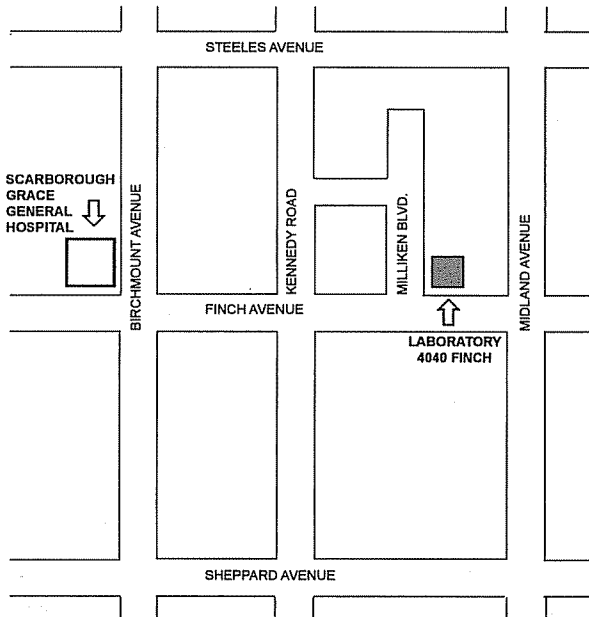 STEELES AVENUE
SCARBOROUGH
GRACE
GENERAL
HOSPITAL
BIRCHMOUNT AVENUE
KENNEDY ROAD
MILLIKEN BLVD.
MIDLAND AVENUE
FINCH AVENUE
LABORATORY
4040 FINCH
SHEPPARD AVENUE